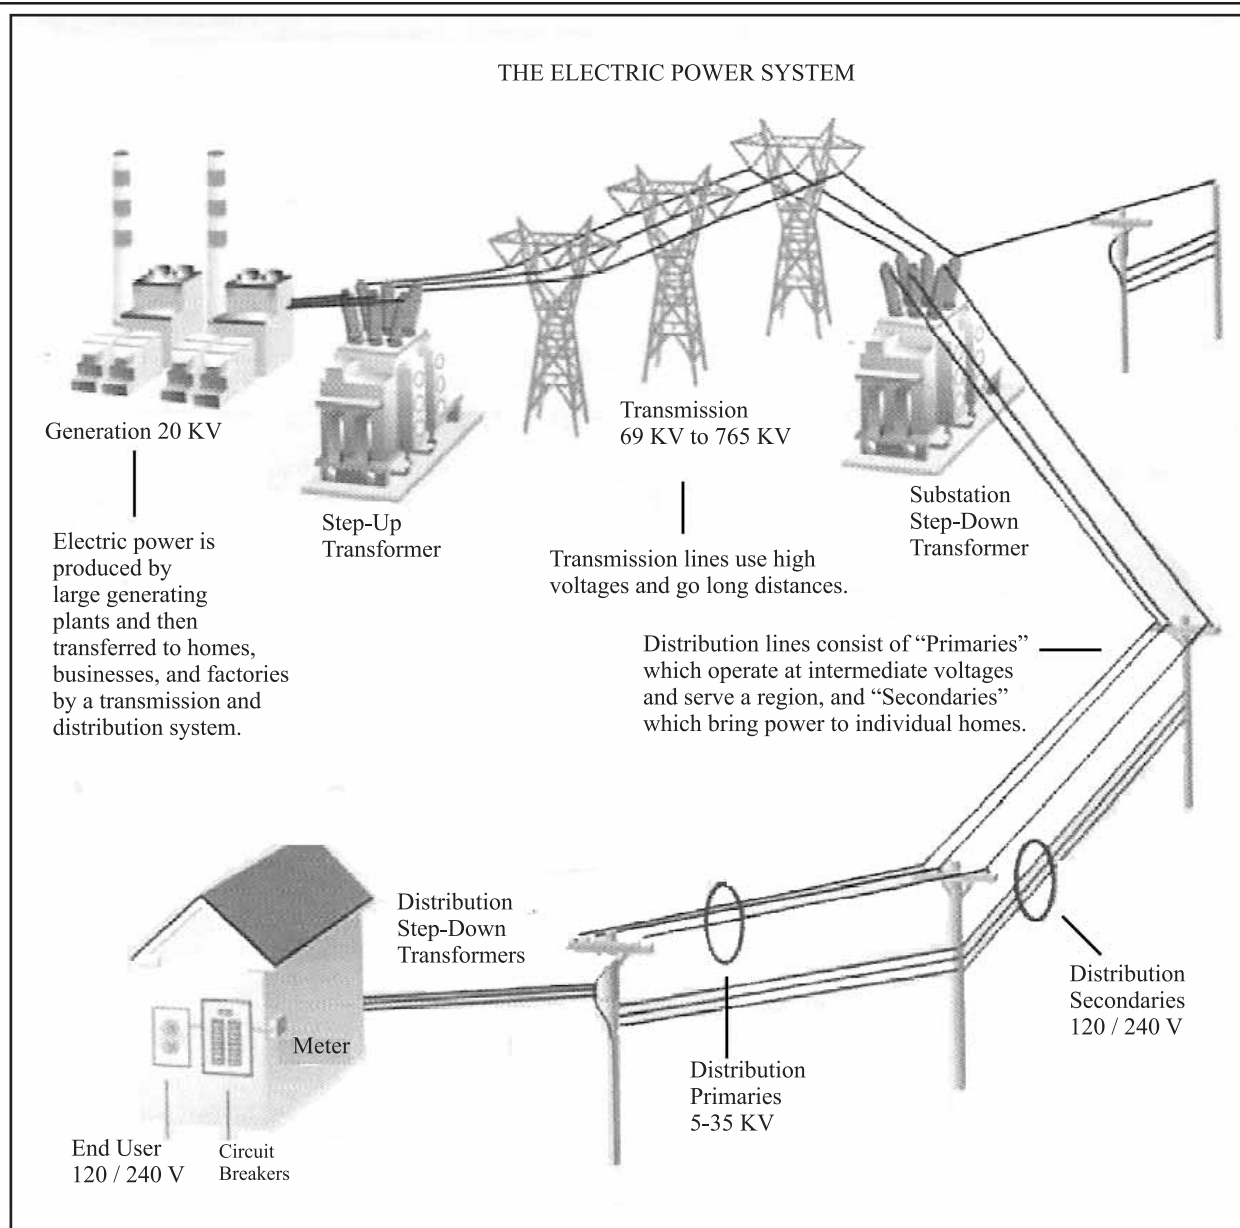 THE ELECTRIC POWER SYSTEM
Generation 20 KV
Electric power is
produced by
large generating
plants and then
transferred to homes,
businesses, and factories
by a transmission and
distribution system.
Step-Up
Transformer
Transmission
69 KV to 765 KV
Transmission lines use high
voltages and go long distances.
Substation
Step-Down
Transformer
Distribution lines consist of “Primaries”
which operate at intermediate voltages
and serve a region, and “Secondaries”
which bring power to individual homes.
Distribution
Step-Down
Transformers
Distribution
Secondaries
120 / 240 V
Meter
Distribution
Primaries
5-35 KV
End User
120 / 240 V
Circuit
Breakers